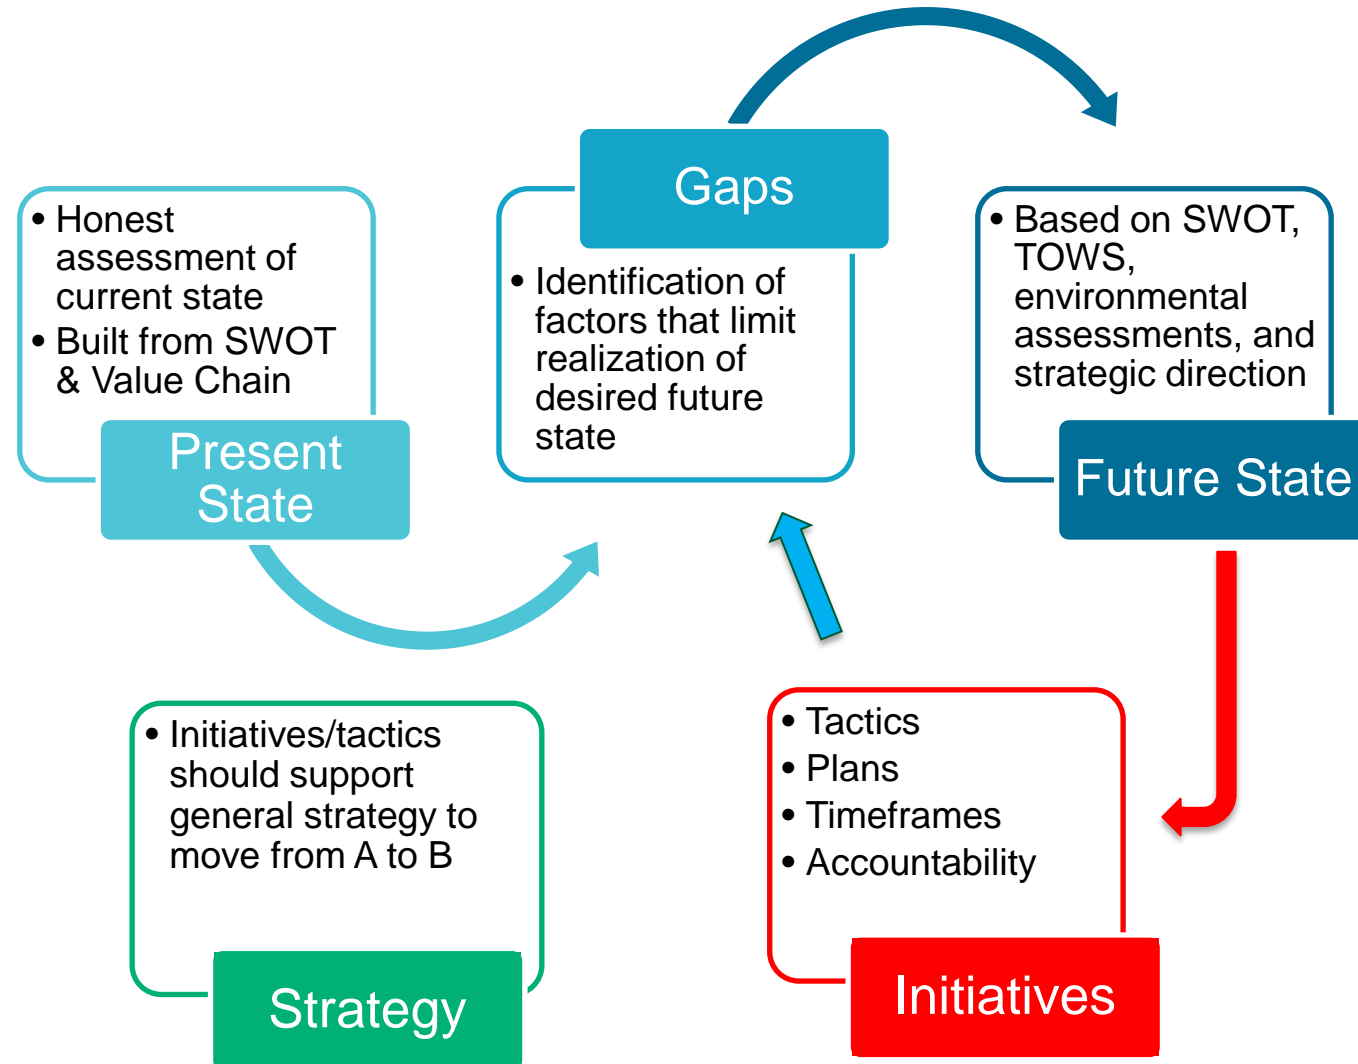 • Honest
assessment of
current state
• Built from SWOT
& Value Chain
Present
State
Gaps
• Identification of
factors that limit
realization of
desired future
state
• Based on SWOT,
TOWS,
environmental
assessments, and
strategic direction
Future State
• Initiatives/tactics
should support
general strategy to
move from A to B
Strategy
• Tactics
• Plans
• Timeframes
• Accountability
Initiatives